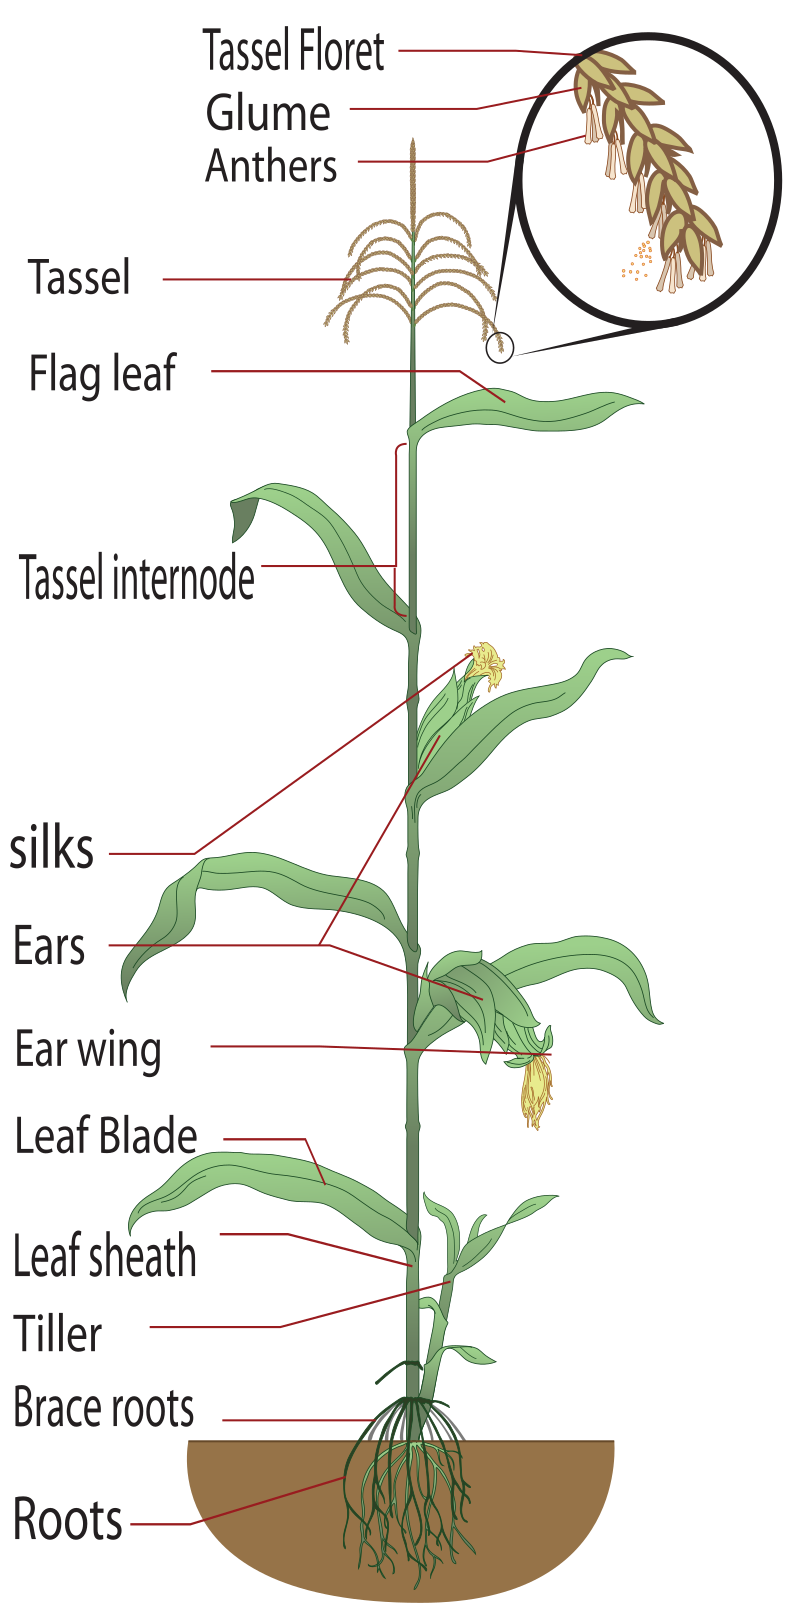 Tassel Floret
Glume
Anthers
Tassel
Flag leaf
Tassel internode
silks
Ears
Ear wing
Leaf Blade
Leaf sheath
Tiller
Brace roots
Roots